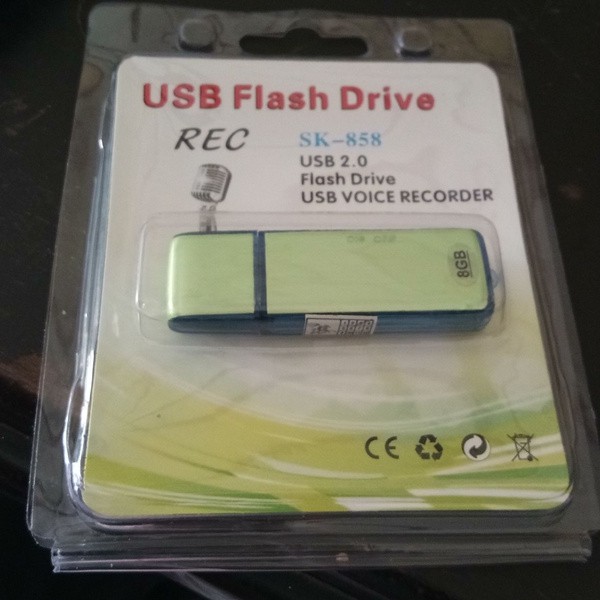 USB Flash Drive
REC
SK-858
USB 2.0
Flash Drive
USB VOICE RECORDER
8GB
CE